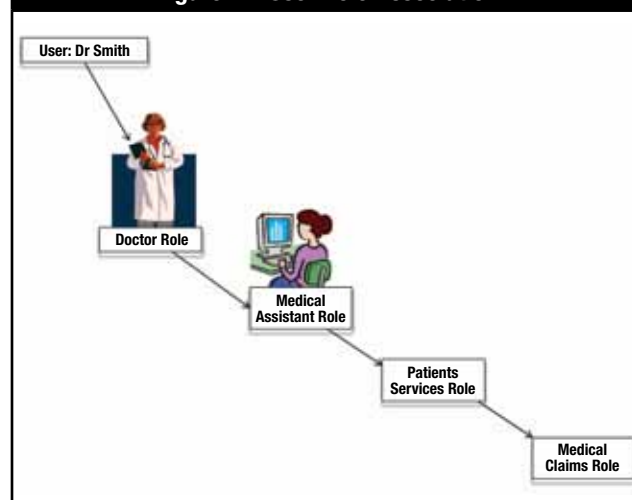 User: Dr Smith
Doctor Role
Medical
Assistant Role
Patients
Services Role
Medical
Claims Role